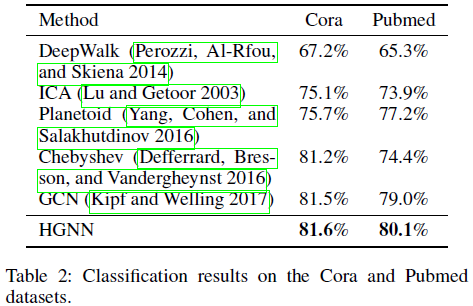 Method Cora Pubmed
DeepWalk (Perozzi, Al-Rfou, 67.2% 65.3%
and Skiena 2014)
ICA (Lu and Getoor 2003) 75.1% 73.9%
Planetoid (Yang, Cohen, and 75.7% 77.2%
Salakhutdinov 2016)
Chebyshev (Defferrard, Bres- 81.2% 74.4%
son, and Vandergheynst 2016)
GCN (Kipf and Welling 2017) 81.5% 79.0%
HGNN 81.6% 80.1%
Table 2: Classification results on the Cora and Pubmed
datasets.